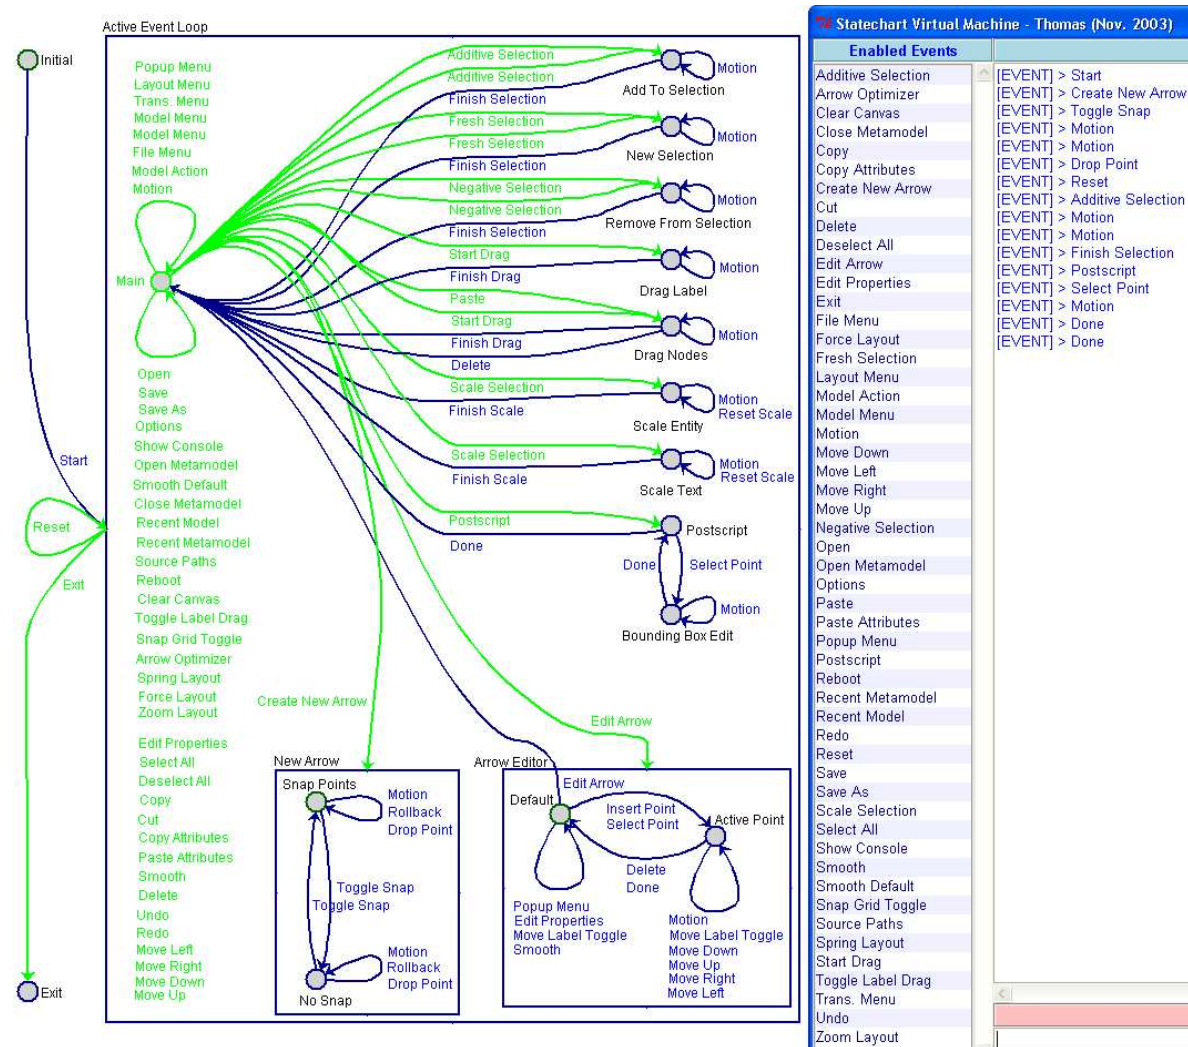 Active Event Loop
Initial
Popup Menu
Layout Menu
Trans. Menu
Model Menu
Model Menu
File Menu
Model Action
Motion
Main
Open
Save
Save As
Options
Show Console
Open Metamodel
Smooth Default
Close Metamodel
Recent Model
Recent Metamodel
Source Paths
Reboot
Clear Canvas
Toggle Label Drag
Snap Grid Toggle
Arrow Optimizer
Spring Layout
Force Layout
Zoom Layout
Edit Properties
Select All
Deselect All
Copy
Cut
Copy Attributes
Paste Attributes
Smooth
Delete
Undo
Redo
Move Left
Move Right
Move Down
Move Up
Start
Reset
Exit
Exit
Additive Selection
Additive Selection
Finish Selection
Motion
Add To Selection
Fresh Selection
Fresh Selection
Finish Selection
Motion
New Selection
Negative Selection
Negative Selection
Finish Selection
Motion
Remove From Selection
Start Drag
Finish Drag
Motion
Drag Label
Paste
Start Drag
Finish Drag
Delete
Motion
Drag Nodes
Scale Selection
Finish Scale
Motion
Reset Scale
Scale Entity
Scale Selection
Finish Scale
Motion
Reset Scale
Scale Text
Postscript
Done
Postscript
Done
Select Point
Motion
Bounding Box Edit
Create New Arrow
Edit Arrow
New Arrow
Snap Points
Motion
Rollback
Drop Point
Toggle Snap
Toggle Snap
Motion
Rollback
Drop Point
No Snap
Arrow Editor
Edit Arrow
Default
Insert Point
Select Point
Active Point
Delete
Done
Popup Menu
Edit Properties
Move Label Toggle
Smooth
Motion
Move Label Toggle
Move Down
Move Up
Move Right
Move Left
Statechart Virtual Machine - Thomas (Nov. 2003)
Enabled Events
Additive Selection
Arrow Optimizer
Clear Canvas
Close Metamodel
Copy
Copy Attributes
Create New Arrow
Cut
Delete
Deselect All
Edit Arrow
Edit Properties
Exit
File Menu
Force Layout
Fresh Selection
Layout Menu
Model Action
Model Menu
Motion
Move Down
Move Left
Move Right
Move Up
Negative Selection
Open
Open Metamodel
Options
Paste
Paste Attributes
Popup Menu
Postscript
Reboot
Recent Metamodel
Recent Model
Redo
Reset
Save
Save As
Scale Selection
Select All
Show Console
Smooth
Smooth Default
Snap Grid Toggle
Source Paths
Spring Layout
Start Drag
Toggle Label Drag
Trans. Menu
Undo
Zoom Layout
[EVENT] > Start
[EVENT] > Create New Arrow
[EVENT] > Toggle Snap
[EVENT] > Motion
[EVENT] > Motion
[EVENT] > Drop Point
[EVENT] > Reset
[EVENT] > Additive Selection
[EVENT] > Motion
[EVENT] > Motion
[EVENT] > Finish Selection
[EVENT] > Postscript
[EVENT] > Select Point
[EVENT] > Motion
[EVENT] > Done
[EVENT] > Done